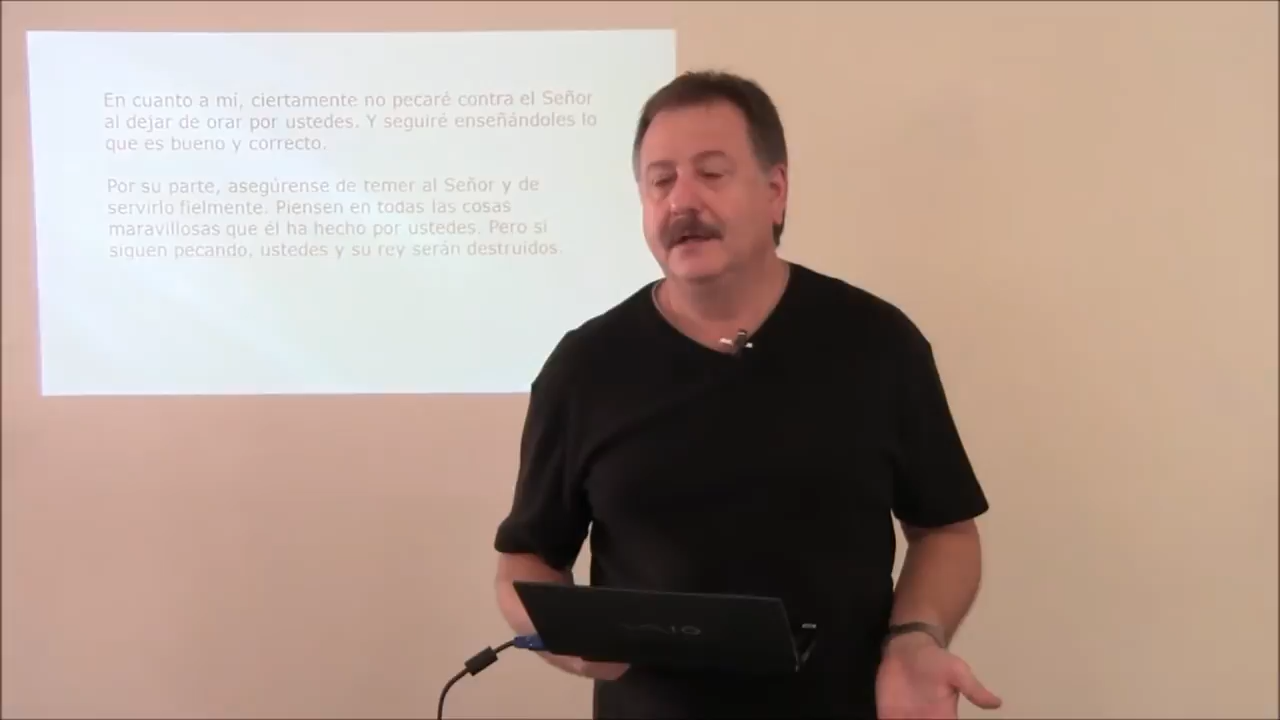 En cuanto a mí, ciertamente no pecaré contra el Señor
al dejar de orar por ustedes. Y seguiré enseñándoles lo
que es bueno y correcto.
Por su parte, asegúrense de temer al Señor y de
servirlo fielmente. Piensen en todas las cosas
maravillosas que él ha hecho por ustedes. Pero si
siguen pecando, ustedes y su rey serán destruidos.
VAIO